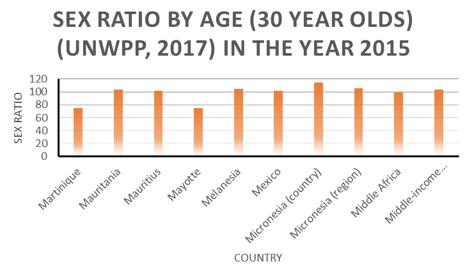 SEX RATIO BY AGE (30 YEAR OLDS)
(UNWPP, 2017) IN THE YEAR 2015
SEX RATIO
120
100
80
60
40
20
0
Martinique
Mauritania
Mauritius
Mayotte
Melanesia
Mexico
Micronesia (country)
Micronesia (region)
Middle Africa
Middle-income...
COUNTRY